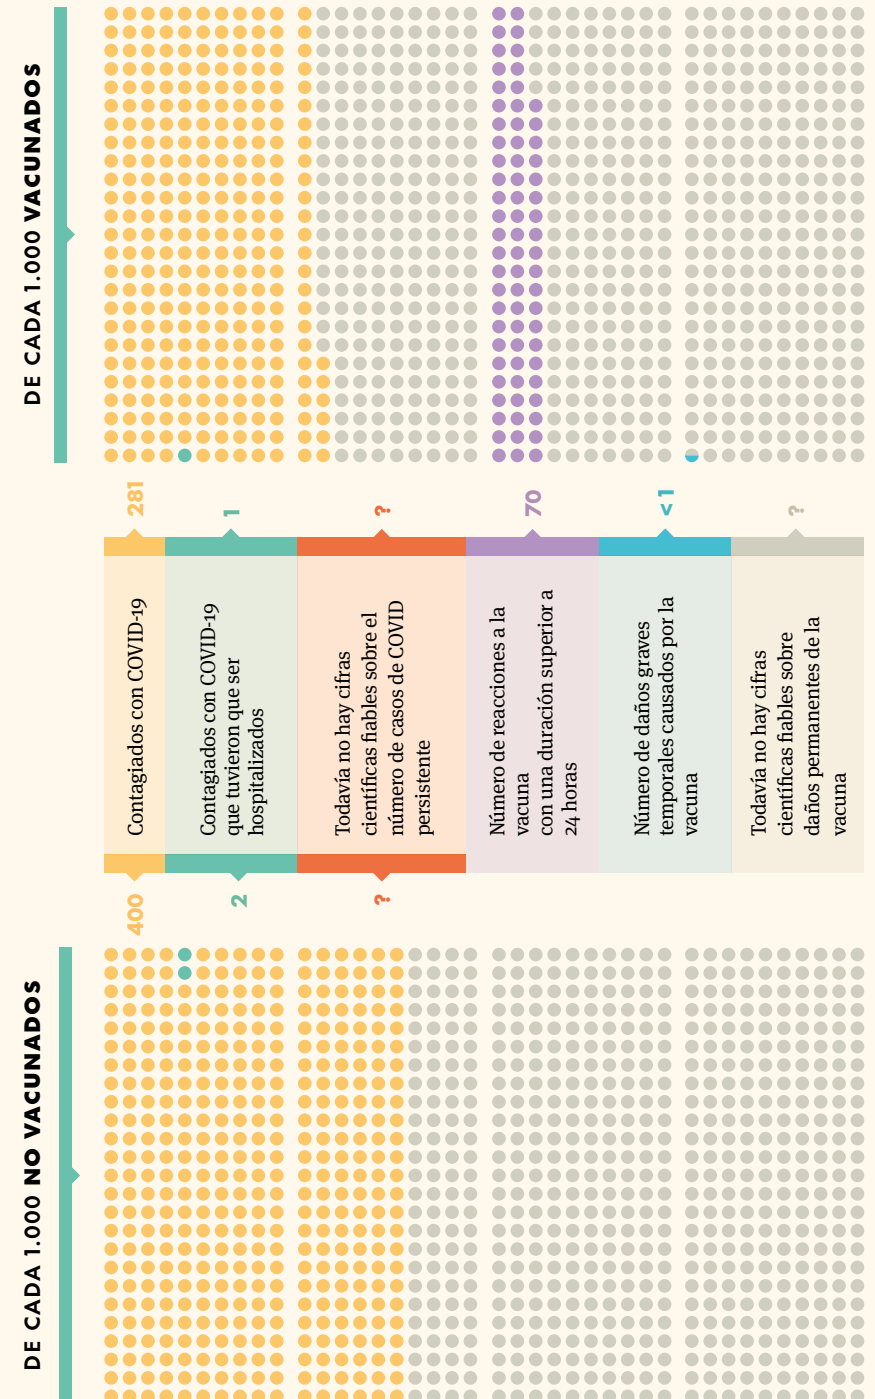 DE CADA 1.000 NO VACUNADOS
DE CADA 1.000 VACUNADOS
400
Contagiados con COVID-19
281
2
Contagiados con COVID-19
que tuvieron que ser
hospitalizados
1
?
Todavía no hay cifras
científicas fiables sobre el
número de casos de COVID
persistente
?
Número de reacciones a la
vacuna
con una duración superior a
24 horas
70
Número de daños graves
temporales causados por la
vacuna
<1
Todavía no hay cifras
científicas fiables sobre
daños permanentes de la
vacuna
?